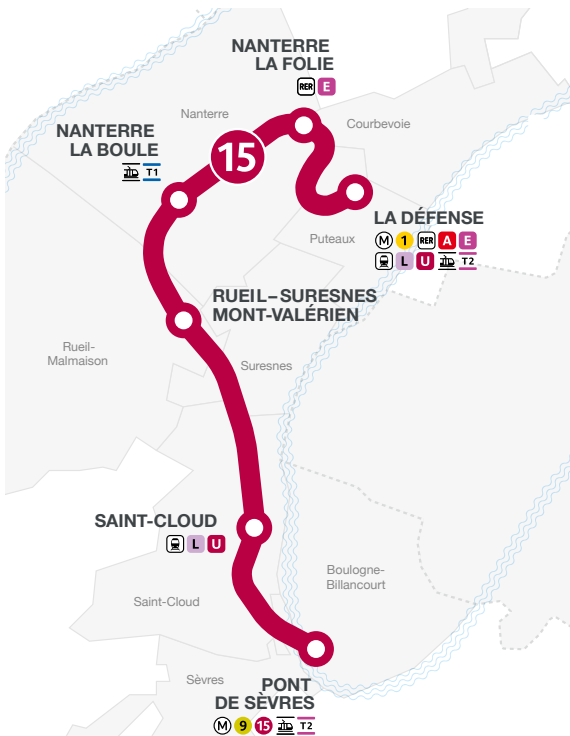 NANTERRE
LA FOLIE
RER E
Nanterre
Courbevoie
NANTERRE
LA BOULE
T1
15
LA DÉFENSE
M 1 RER A E
L U T2
Puteaux
RUEIL–SURESNES
MONT-VALÉRIEN
Rueil-
Malmaison
Suresnes
SAINT-CLOUD
L U
Boulogne-
Billancourt
Saint-Cloud
Sèvres
PONT
DE SÈVRES
M 9 15 T2